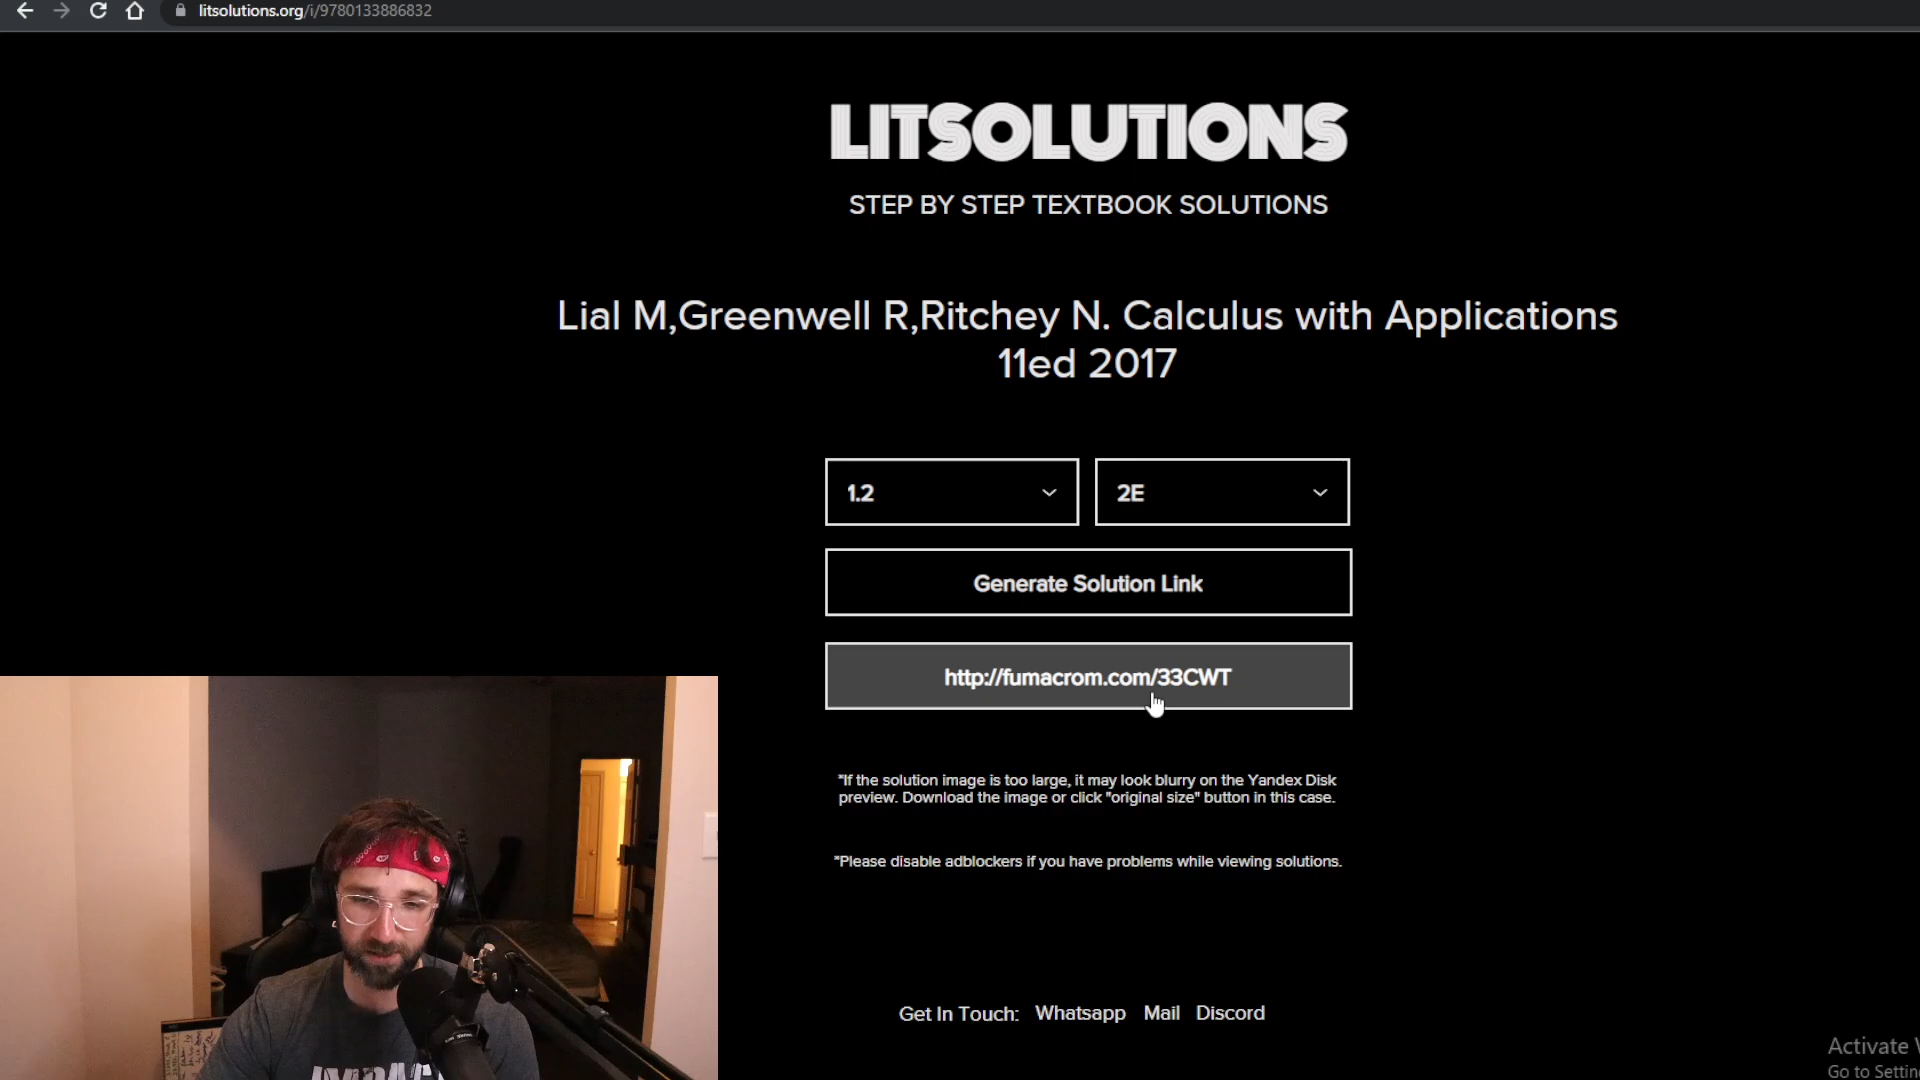 litsolutions.org/i/9780133886832
LITSOLUTIONS
STEP BY STEP TEXTBOOK SOLUTIONS
Lial M,Greenwell R,Ritchey N. Calculus with Applications
11ed 2017
1.2
2E
Generate Solution Link
http://fumacrom.com/33CWT
*If the solution image is too large, it may look blurry on the Yandex Disk
preview. Download the image or click "original size" button in this case.
*Please disable adblockers if you have problems while viewing solutions.
Get In Touch: Whatsapp Mail Discord
Activate
Go to Settin